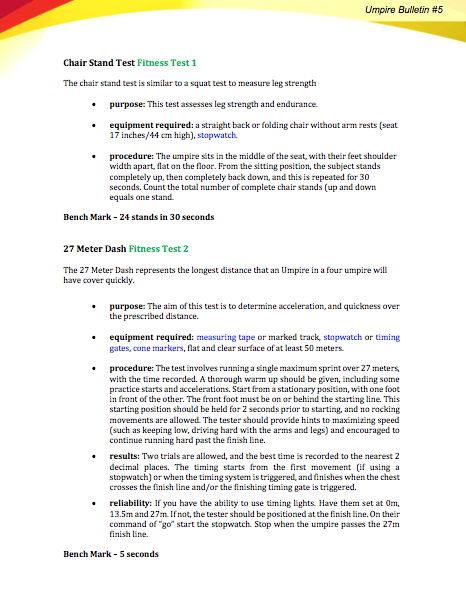 Umpire Bulletin #5
Chair Stand Test Fitness Test 1
The chair stand test is similar to a squat test to measure leg strength
• purpose: This test assesses leg strength and endurance.
• equipment required: a straight back or folding chair without arm rests (seat
17 inches/44 cm high), stopwatch.
• procedure: The umpire sits in the middle of the seat, with their feet shoulder
width apart, flat on the floor. From the sitting position, the subject stands
completely up, then completely back down, and this is repeated for 30
seconds. Count the total number of complete chair stands (up and down
equals one stand.
Bench Mark – 24 stands in 30 seconds
27 Meter Dash Fitness Test 2
The 27 Meter Dash represents the longest distance that an Umpire in a four umpire will
have cover quickly.
• purpose: The aim of this test is to determine acceleration, and quickness over
the prescribed distance.
• equipment required: measuring tape or marked track, stopwatch or timing
gates, cone markers, flat and clear surface of at least 50 meters.
• procedure: The test involves running a single maximum sprint over 27 meters,
with the time recorded. A thorough warm up should be given, including some
practice starts and accelerations. Start from a stationary position, with one foot
in front of the other. The front foot must be on or behind the starting line. This
starting position should be held for 2 seconds prior to starting, and no rocking
movements are allowed. The tester should provide hints to maximizing speed
(such as keeping low, driving hard with the arms and legs) and encouraged to
continue running hard past the finish line.
• results: Two trials are allowed, and the best time is recorded to the nearest 2
decimal places. The timing starts from the first movement (if using a
stopwatch) or when the timing system is triggered, and finishes when the chest
crosses the finish line and/or the finishing timing gate is triggered.
• reliability: If you have the ability to use timing lights. Have them set at 0m,
13.5m and 27m. If not, the tester should be positioned at the finish line. On their
command of "go" start the stopwatch. Stop when the umpire passes the 27m
finish line.
Bench Mark – 5 seconds